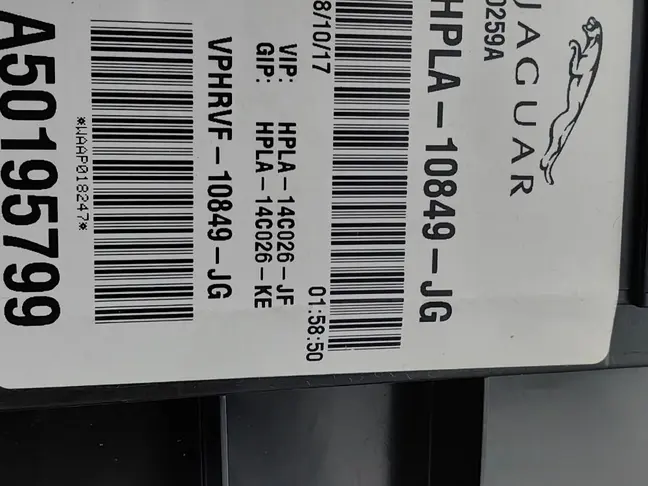 JAGUAR
0259A
HPLA-10849-JG
8/10/17
01:58:50
VIP: HPLA-14C026-JF
GIP: HPLA-14C026-KE
VPHRVF-10849-JG
*WAAP018247*
A50195799